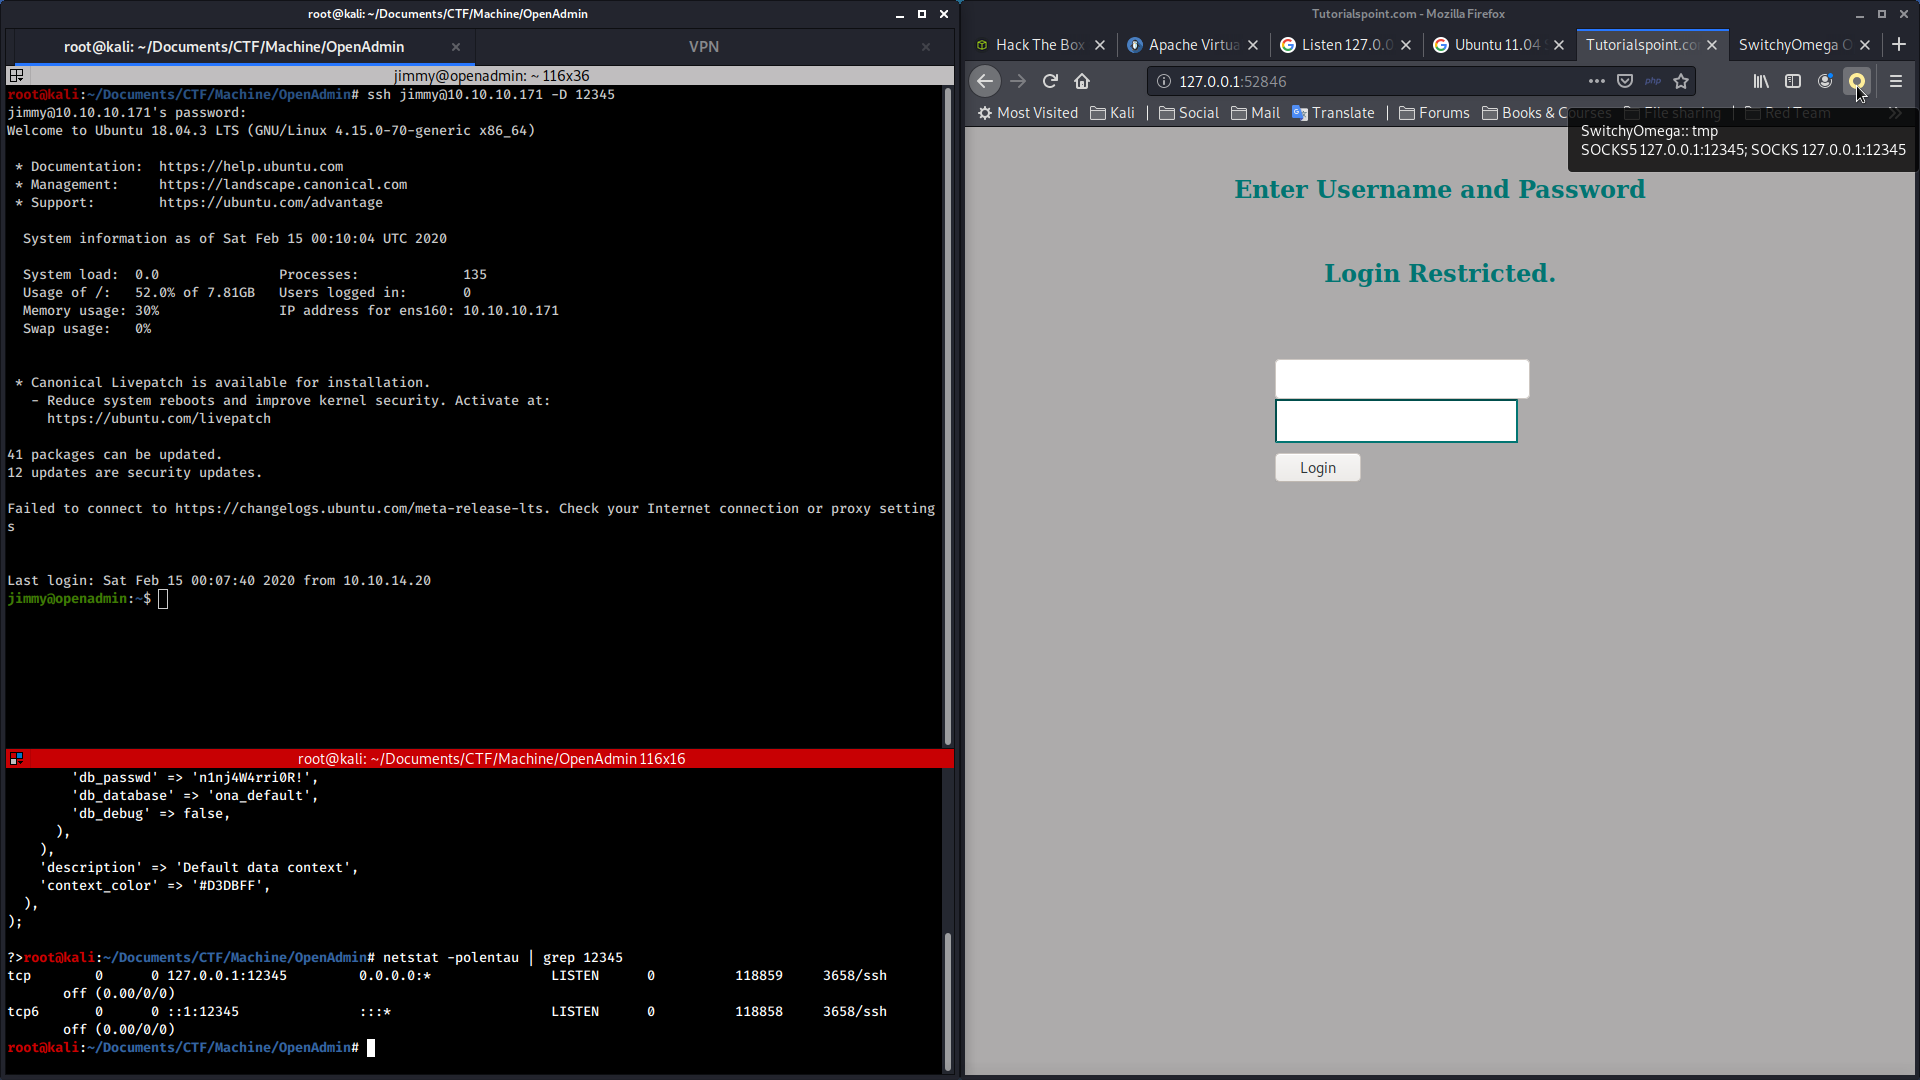 root@kali: ~/Documents/CTF/Machine/OpenAdmin
root@kali: ~/Documents/CTF/Machine/OpenAdmin
VPN
jimmy@openadmin: ~ 116x36
root@kali:~/Documents/CTF/Machine/OpenAdmin# ssh jimmy@10.10.10.171 -D 12345
jimmy@10.10.10.171's password:
Welcome to Ubuntu 18.04.3 LTS (GNU/Linux 4.15.0-70-generic x86_64)
* Documentation:  https://help.ubuntu.com
* Management:     https://landscape.canonical.com
* Support:        https://ubuntu.com/advantage
System information as of Sat Feb 15 00:10:04 UTC 2020
System load:  0.0               Processes:             135
Usage of /:   52.0% of 7.81GB   Users logged in:       0
Memory usage: 30%               IP address for ens160: 10.10.10.171
Swap usage:   0%
* Canonical Livepatch is available for installation.
- Reduce system reboots and improve kernel security. Activate at:
https://ubuntu.com/livepatch
41 packages can be updated.
12 updates are security updates.
Failed to connect to https://changelogs.ubuntu.com/meta-release-lts. Check your Internet connection or proxy setting
s
Last login: Sat Feb 15 00:07:40 2020 from 10.10.14.20
jimmy@openadmin:~$
root@kali: ~/Documents/CTF/Machine/OpenAdmin 116x16
'db_passwd' => 'n1nj4W4rri0R!',
'db_database' => 'ona_default',
'db_debug' => false,
),
),
'description' => 'Default data context',
'context_color' => '#D3DBFF',
),
);
?>root@kali:~/Documents/CTF/Machine/OpenAdmin# netstat -polentau | grep 12345
tcp        0      0 127.0.0.1:12345         0.0.0.0:*               LISTEN      0          118859     3658/ssh
off (0.00/0/0)
tcp6       0      0 ::1:12345               :::*                    LISTEN      0          118858     3658/ssh
off (0.00/0/0)
root@kali:~/Documents/CTF/Machine/OpenAdmin#
Tutorialspoint.com - Mozilla Firefox
Hack The Box
Apache Virtua
Listen 127.0.0
Ubuntu 11.04
Tutorialspoint.co
SwitchyOmega O
127.0.0.1:52846
php
Most Visited
Kali
Social
Mail
Translate
Forums
Books & Courses
File sharing
Red Team
SwitchyOmega:: tmp
SOCKS5 127.0.0.1:12345; SOCKS 127.0.0.1:12345
Enter Username and Password
Login Restricted.
Login